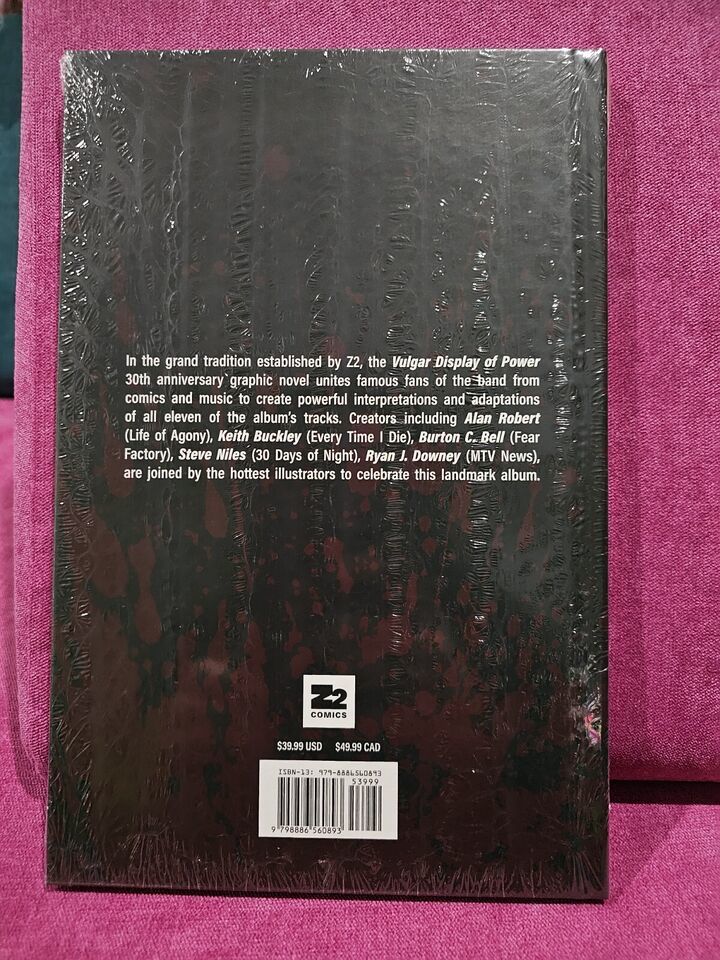 In the grand tradition established by Z2, the Vulgar Display of Power
30th anniversary graphic novel unites famous fans of the band from
comics and music to create powerful interpretations and adaptations
of all eleven of the album's tracks. Creators including Alan Robert
(Life of Agony), Keith Buckley (Every Time I Die), Burton C. Bell (Fear
Factory), Steve Niles (30 Days of Night), Ryan J. Downey (MTV News),
are joined by the hottest illustrators to celebrate this landmark album.
Z2
COMICS
$39.99 USD $49.99 CAD
ISBN-13: 979-8886560893
53999
9 798886 560893